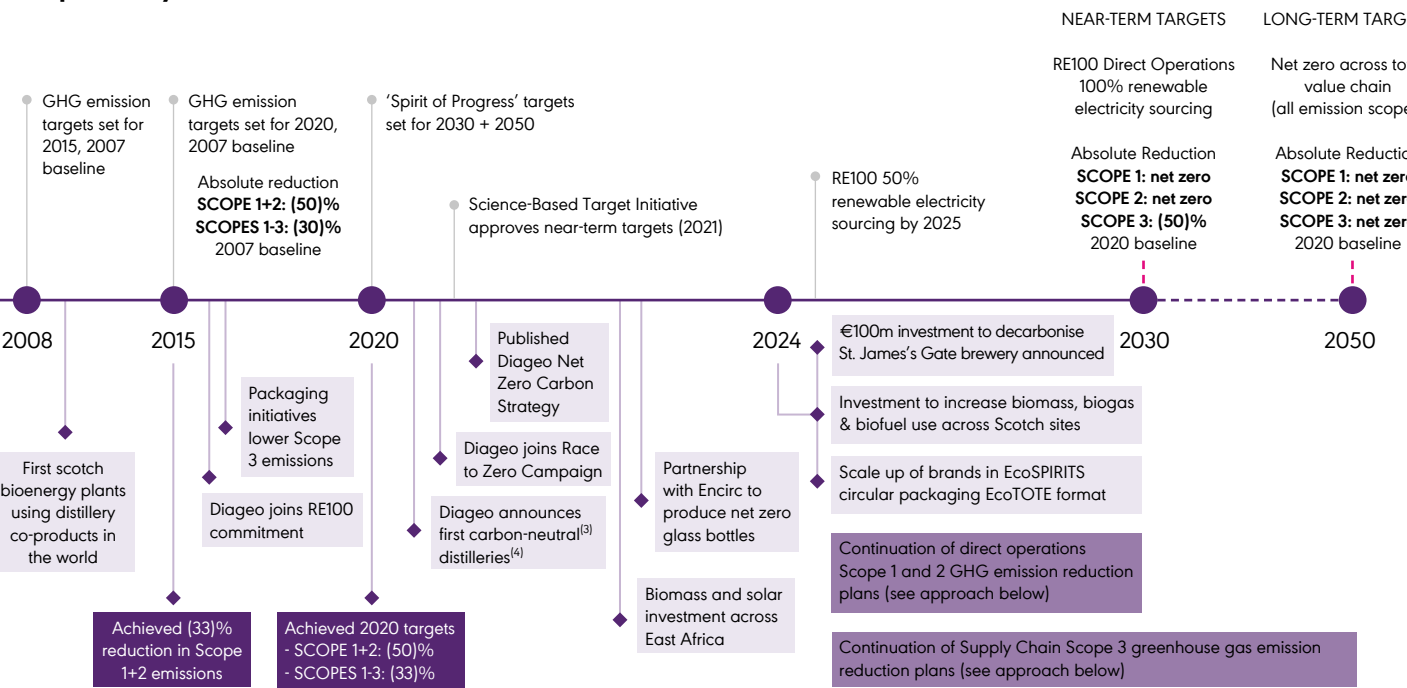 NEAR-TERM TARGETS
RE100 Direct Operations
100% renewable
electricity sourcing
Absolute Reduction
SCOPE 1: net zero
SCOPE 2: net zero
SCOPE 3: (50)%
2020 baseline
LONG-TERM
Net zero across
value chain
(all emission
Absolute
SCOPE 1: net
SCOPE 2: net
SCOPE 3: net
2020 baseline
GHG emission
targets set for
2015, 2007
baseline
GHG emission
targets set for 2020,
2007 baseline
Absolute reduction
SCOPE 1+2: (50)%
SCOPES 1-3: (30)%
2007 baseline
‘Spirit of Progress’ targets
set for 2030 + 2050
Science-Based Target Initiative
approves near-term targets (2021)
RE100 50%
renewable electricity
sourcing by 2025
2008
2015
2020
2024
2030
2050
First scotch
bioenergy plants
using distillery
co-products in
the world
Achieved (33)%
reduction in Scope
1+2 emissions
Diageo joins RE100
commitment
Packaging
initiatives
lower Scope
3 emissions
Achieved 2020 targets
- SCOPE 1+2: (50)%
- SCOPES 1-3: (33)%
Diageo announces
first carbon-neutral(3)
distilleries(4)
Diageo joins Race
to Zero Campaign
Published
Diageo Net
Zero Carbon
Strategy
Biomass and solar
investment across
East Africa
Partnership
with Encirc to
produce net zero
glass bottles
€100m investment to decarbonise
St. James’s Gate brewery announced
Investment to increase biomass, biogas
& biofuel use across Scotch sites
Scale up of brands in EcoSPIRITS
circular packaging EcoTOTE format
Continuation of direct operations
Scope 1 and 2 GHG emission reduction
plans (see approach below)
Continuation of Supply Chain Scope 3 greenhouse gas emission
reduction plans (see approach below)